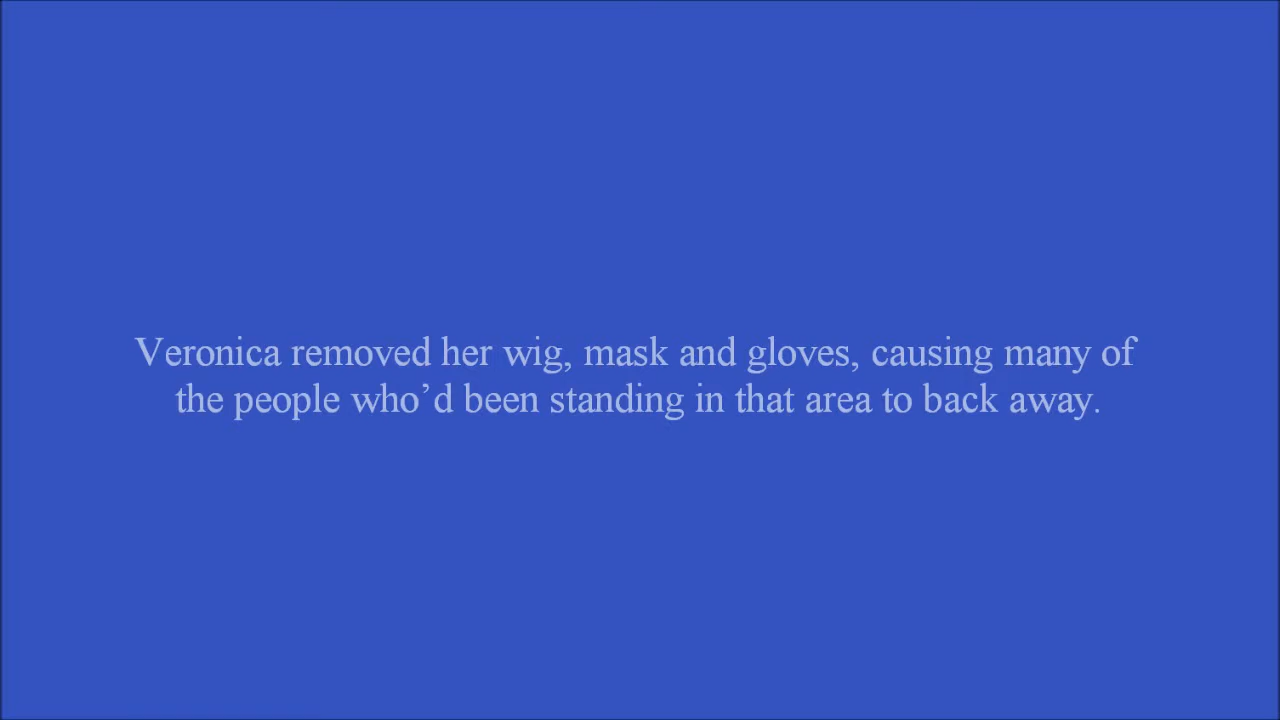 Veronica removed her wig, mask and gloves, causing many of
the people who’d been standing in that area to back away.